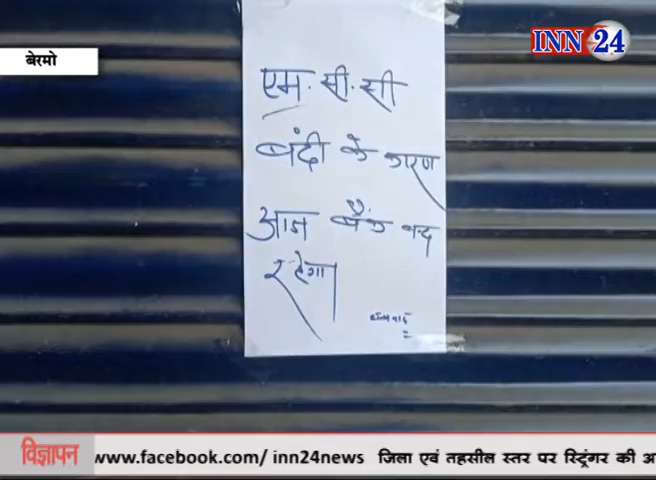 INN 24
बेरमो
एम. सी. सी
बंदी के कारण
आज बैंक बन्द
रहेगा
धन्यवाद
विज्ञापन
www.facebook.com/ inn24news जिला एवं तहसील स्तर पर रिट्रंगर की